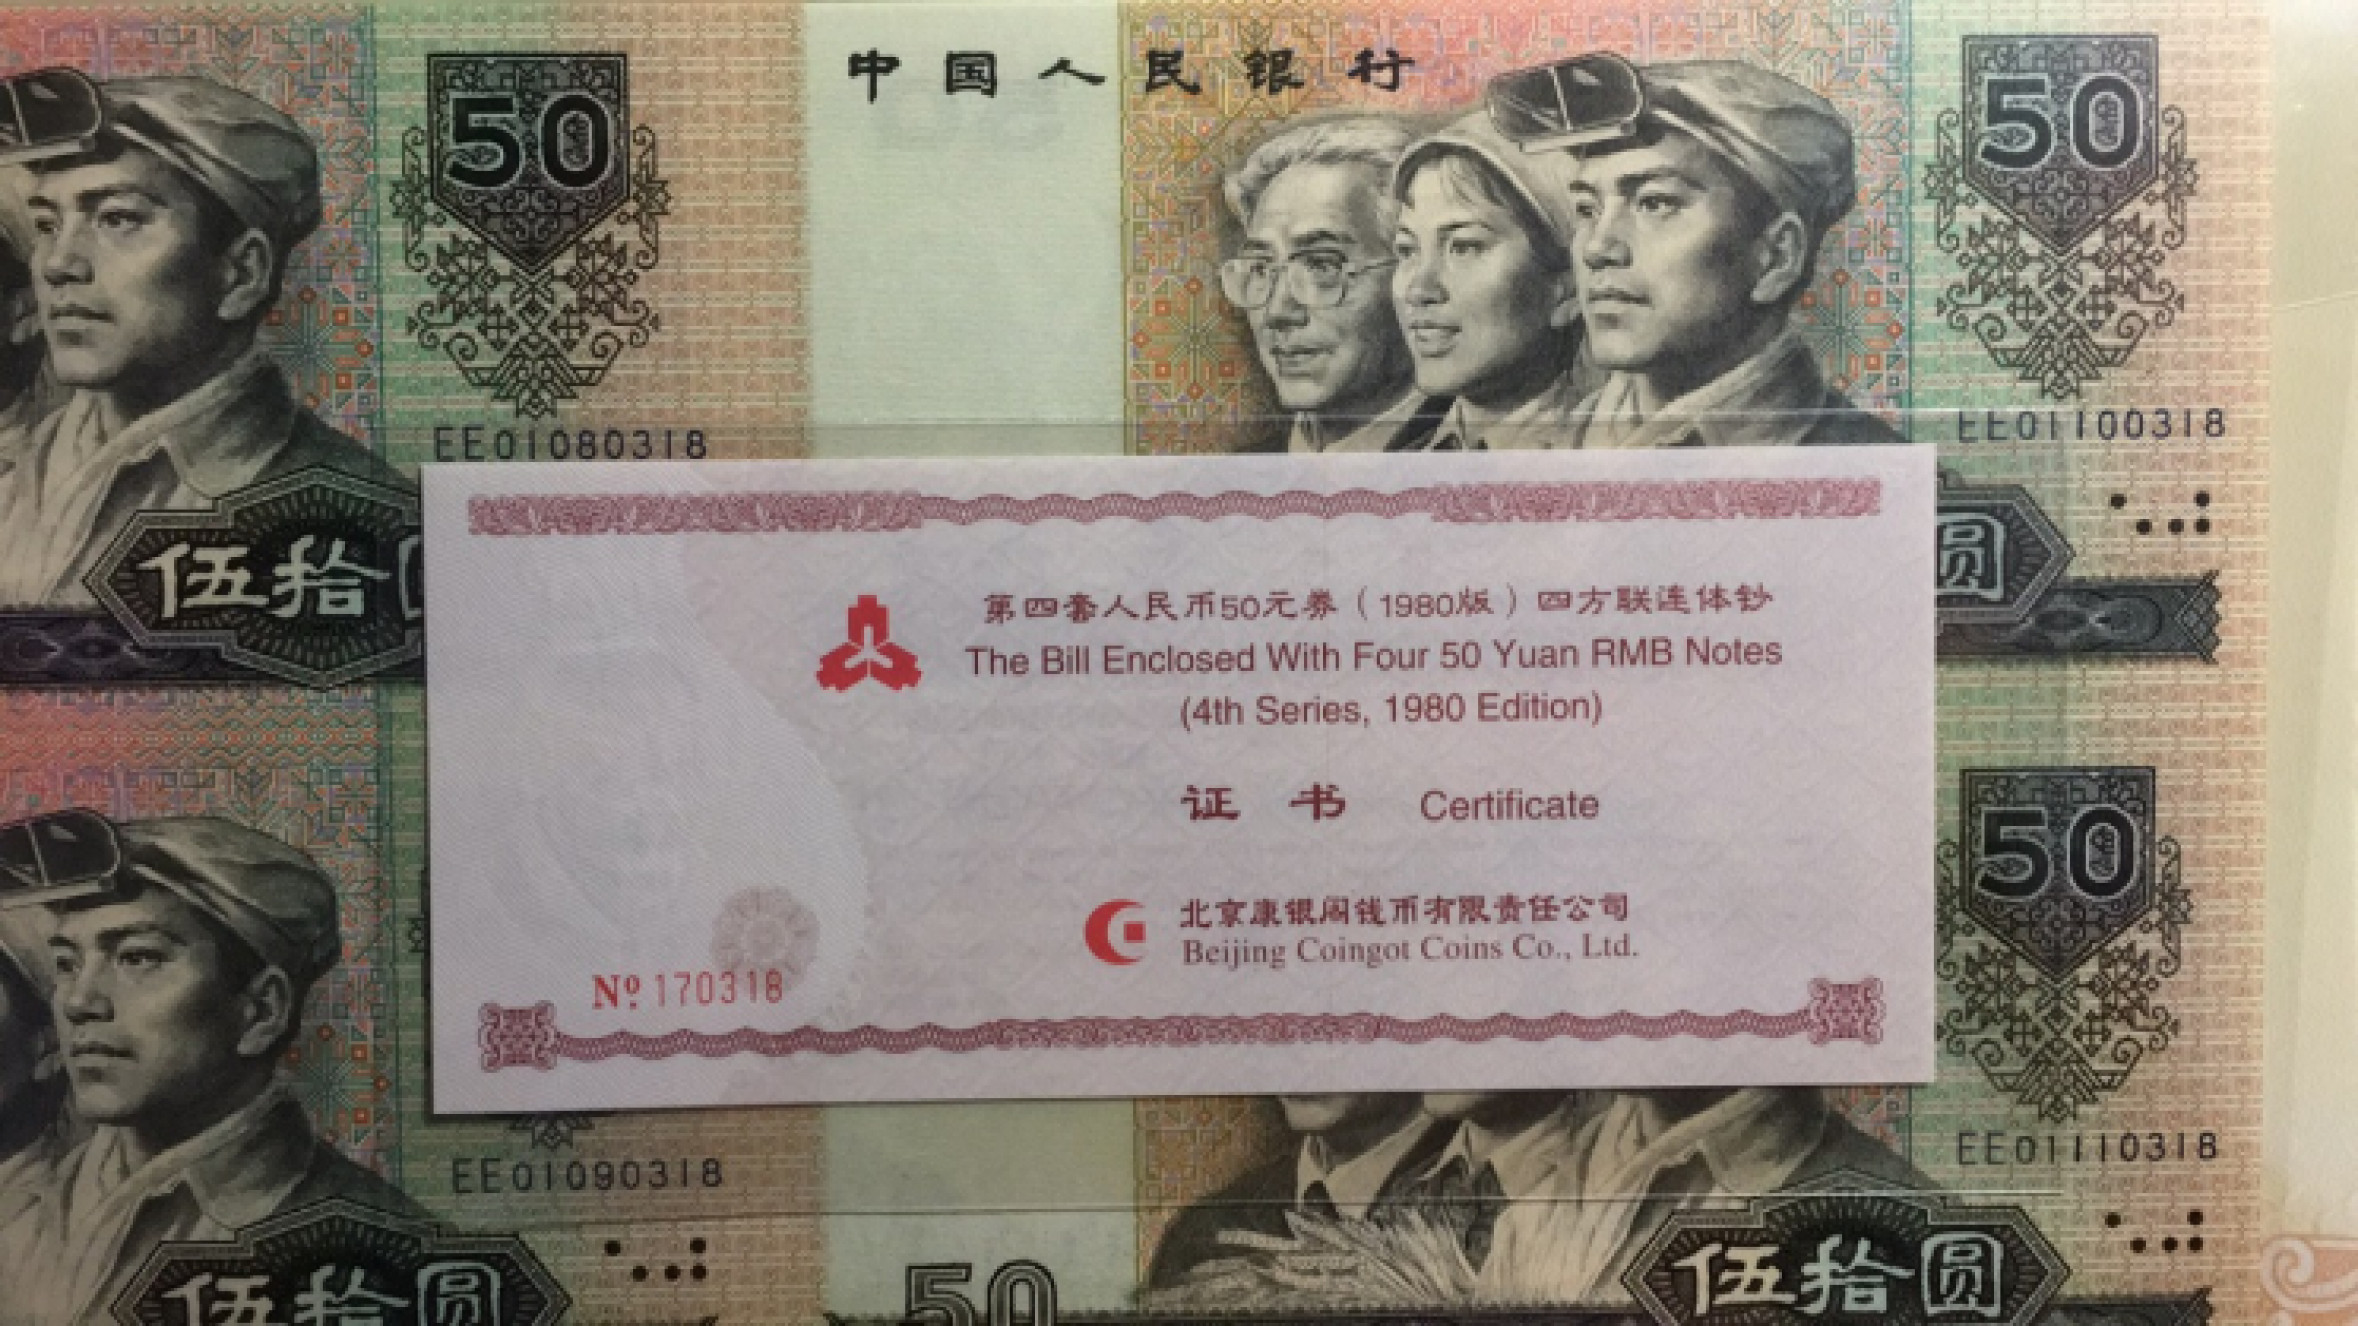 中国人民银行
50
50
EE01080318
EE01100318
伍拾
圆
第四套人民币50元券（1980版）四方联连体钞
The Bill Enclosed With Four 50 Yuan RMB Notes
(4th Series, 1980 Edition)
证书 Certificate
北京康银阁钱币有限责任公司
Beijing Coingot Coins Co., Ltd.
Nº 170318
50
EE01090318
EE01110318
伍拾圆
50
伍拾圆